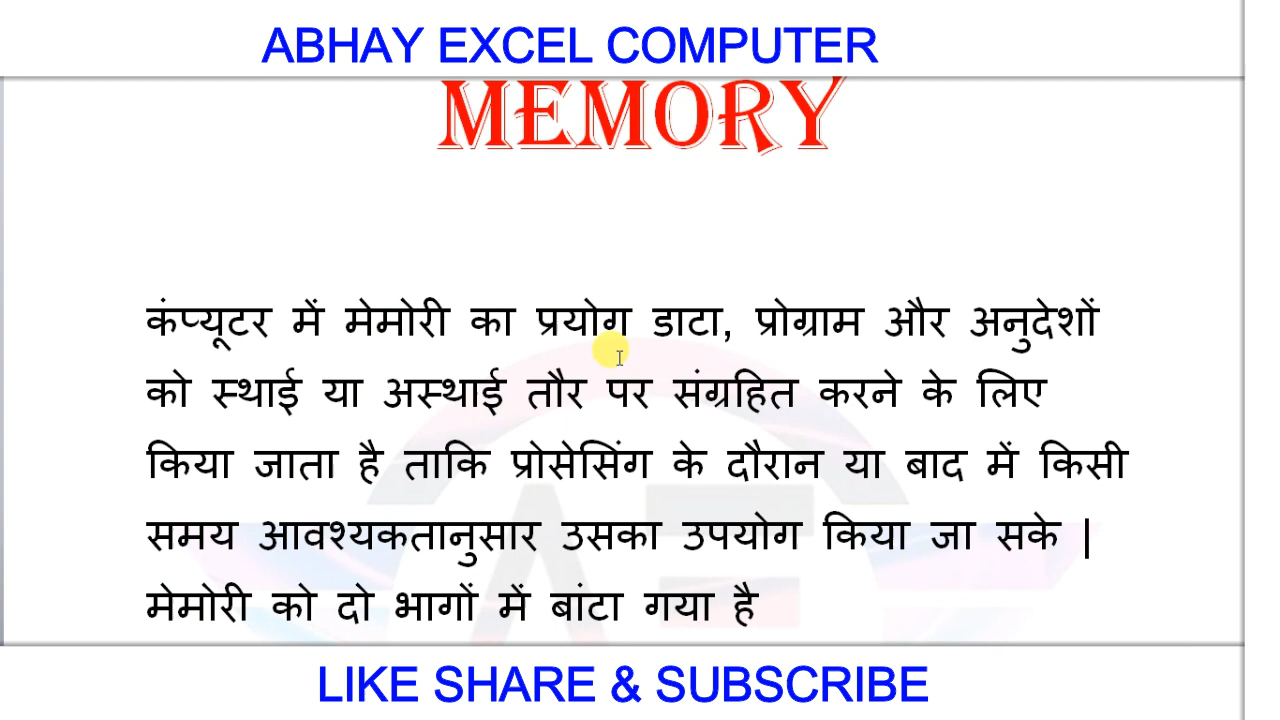 ABHAY EXCEL COMPUTER
MEMORY
कंप्यूटर में मेमोरी का प्रयोग डाटा, प्रोग्राम और अनुदेशों
को स्थाई या अस्थाई तौर पर संग्रहित करने के लिए
किया जाता है ताकि प्रोसेसिंग के दौरान या बाद में किसी
समय आवश्यकतानुसार उसका उपयोग किया जा सके |
मेमोरी को दो भागों में बांटा गया है
LIKE SHARE & SUBSCRIBE